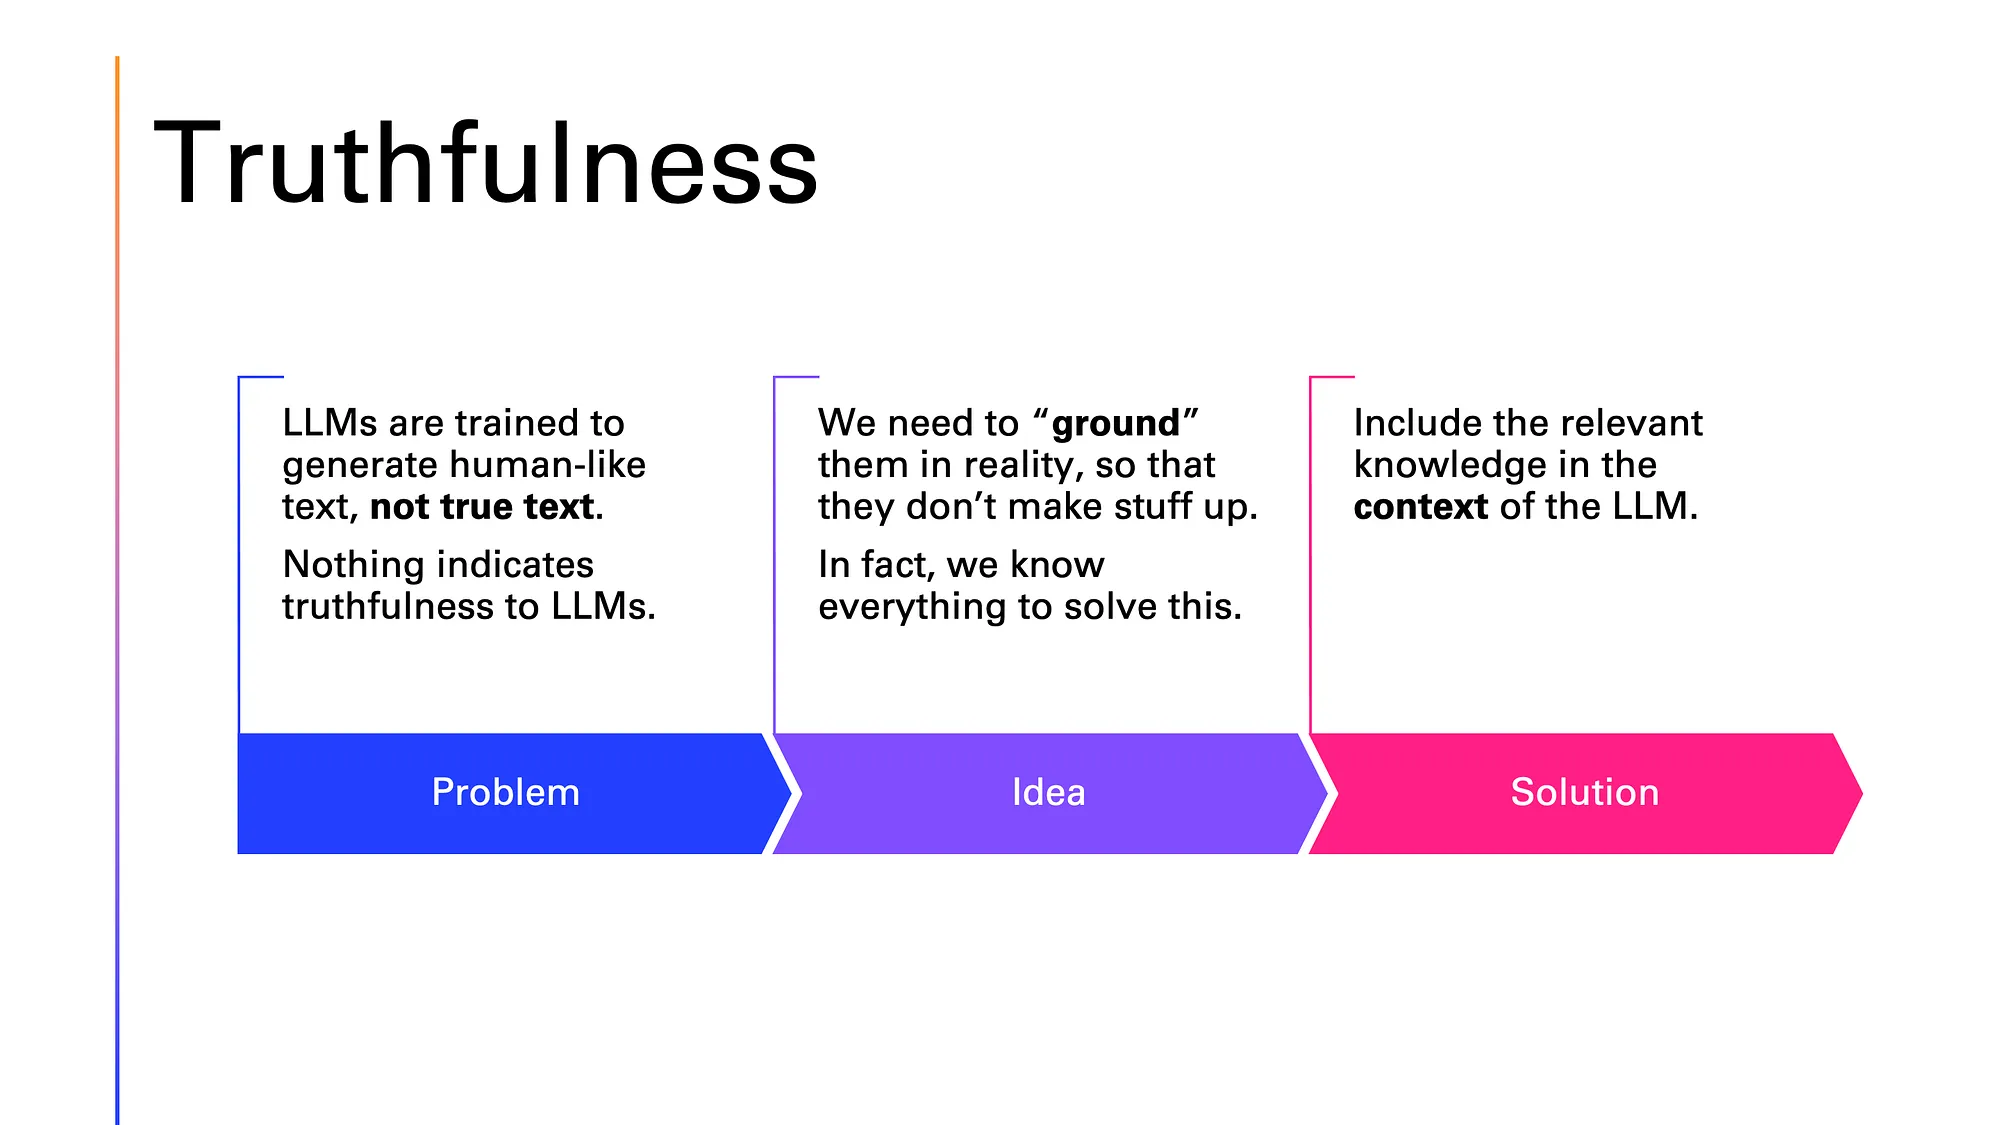 Truthfulness
LLMs are trained to
generate human-like
text, not true text.
Nothing indicates
truthfulness to LLMs.
We need to “ground”
them in reality, so that
they don’t make stuff up.
In fact, we know
everything to solve this.
Include the relevant
knowledge in the
context of the LLM.
Problem
Idea
Solution